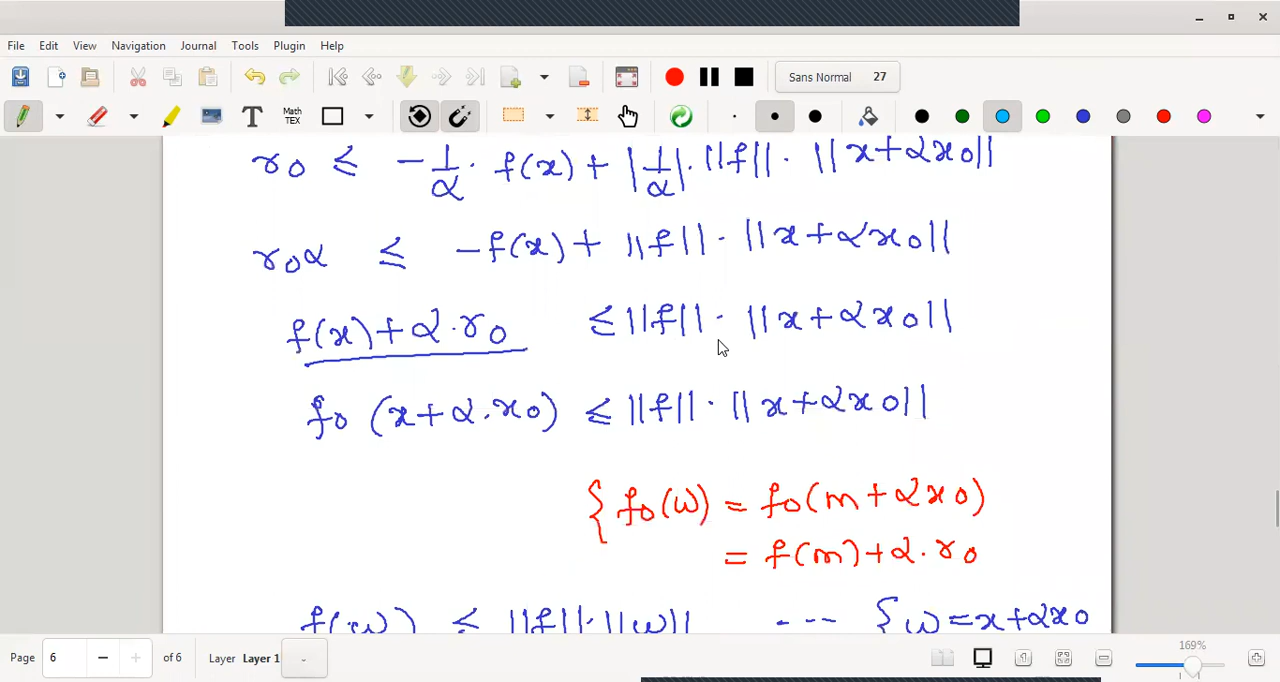 File Edit View Navigation Journal Tools Plugin Help
Sans Normal 27
T Math TEX
r0 ≤ -1/α · f(x) + |1/α| · ||f|| · ||x+αx0||
r0α ≤ -f(x) + ||f|| · ||x+αx0||
f(x) + α·r0 ≤ ||f|| · ||x+αx0||
f0 (x+α·x0) ≤ ||f|| · ||x+αx0||
{f0(w) = f0(m+αx0)
= f(m)+α·r0
f(w) ≤ ||f||·||w|| --- {w=x+αx0
Page 6 of 6 Layer Layer 1 169%